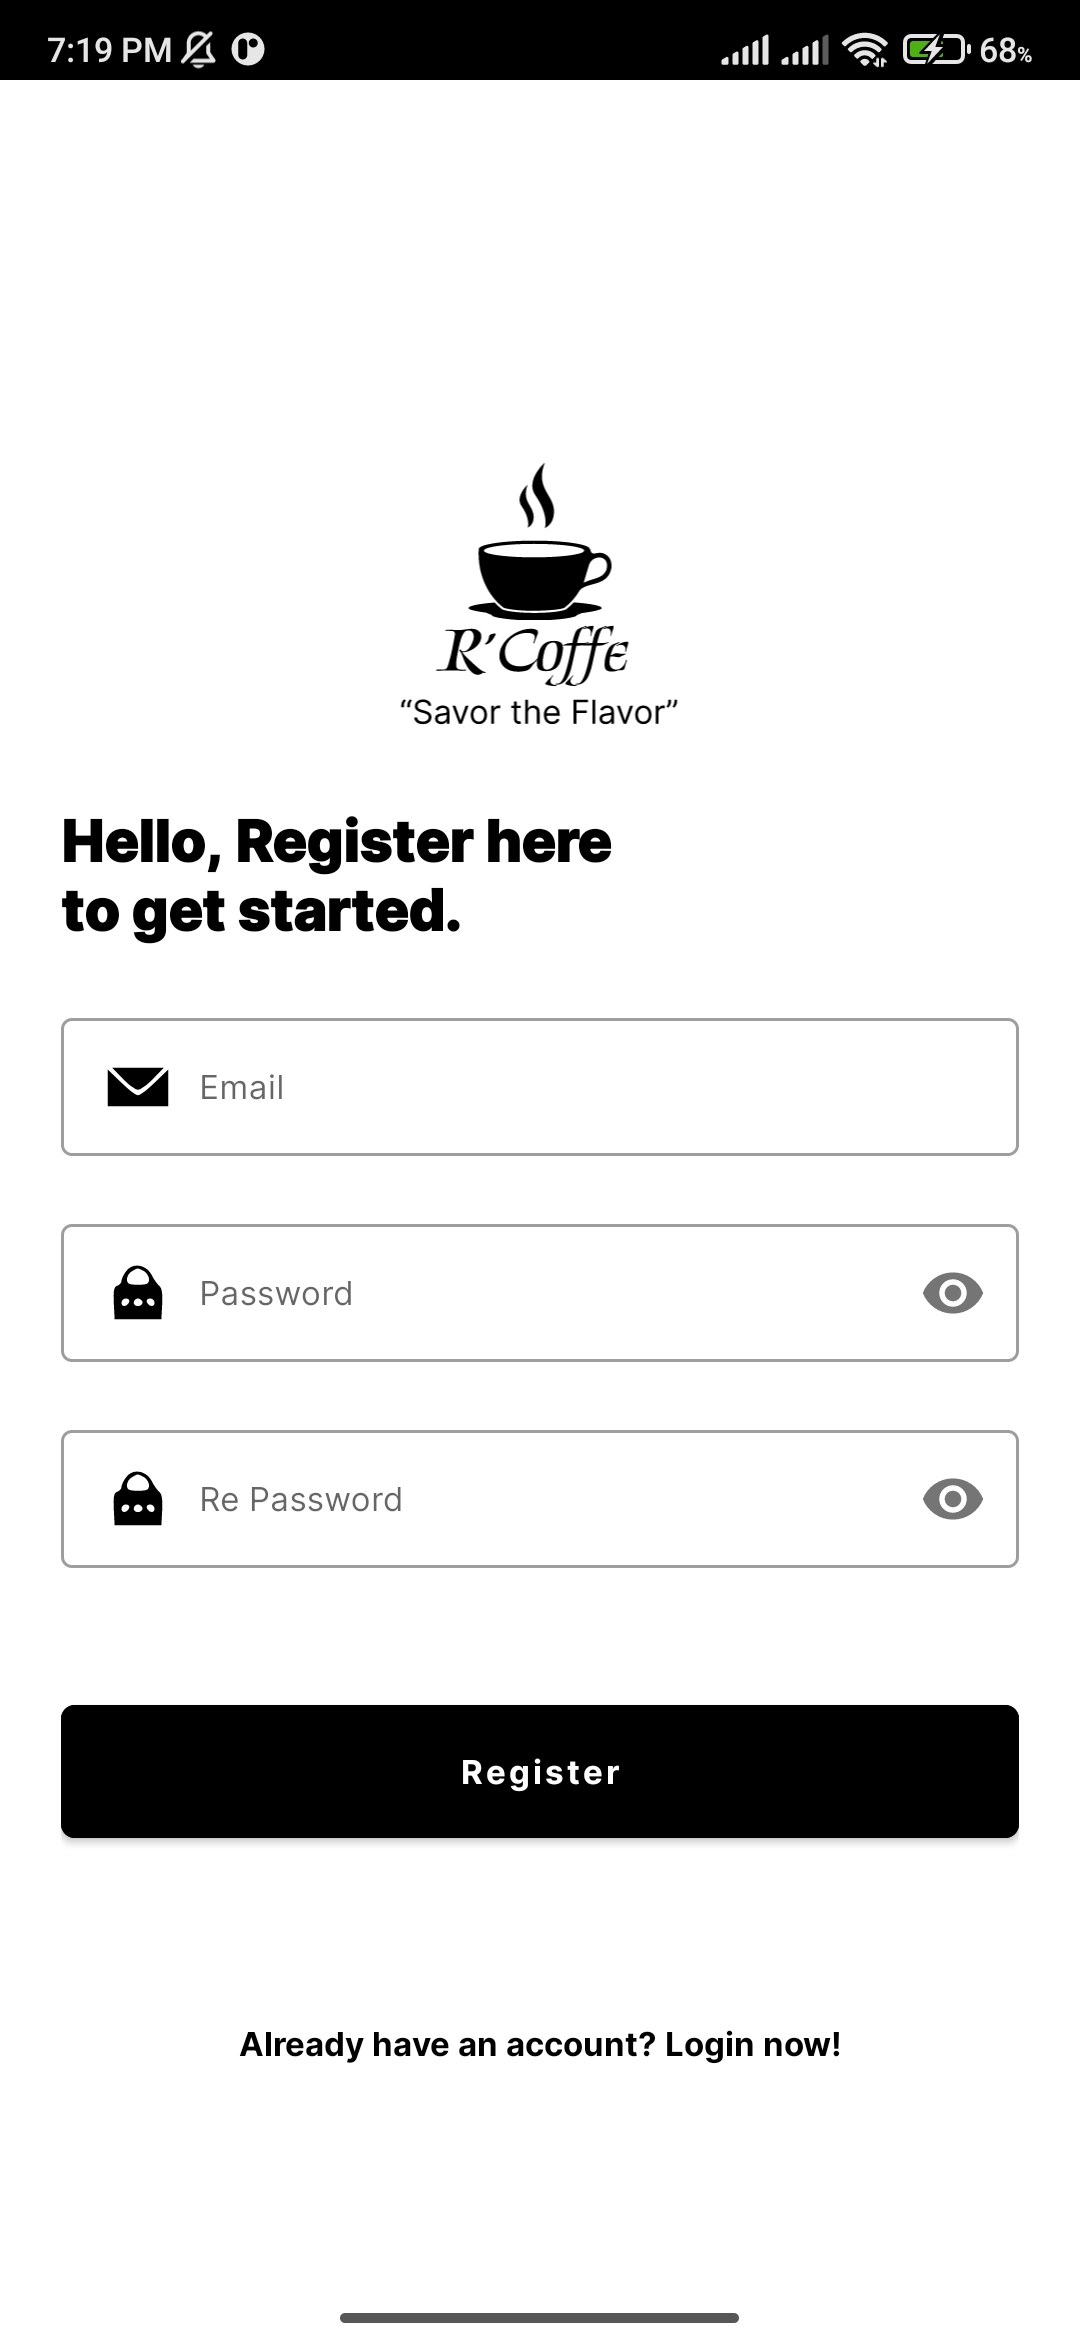 7:19 PM 68%
R'Coffe
“Savor the Flavor”
Hello, Register here
to get started.
Email
Password
Re Password
Register
Already have an account? Login now!